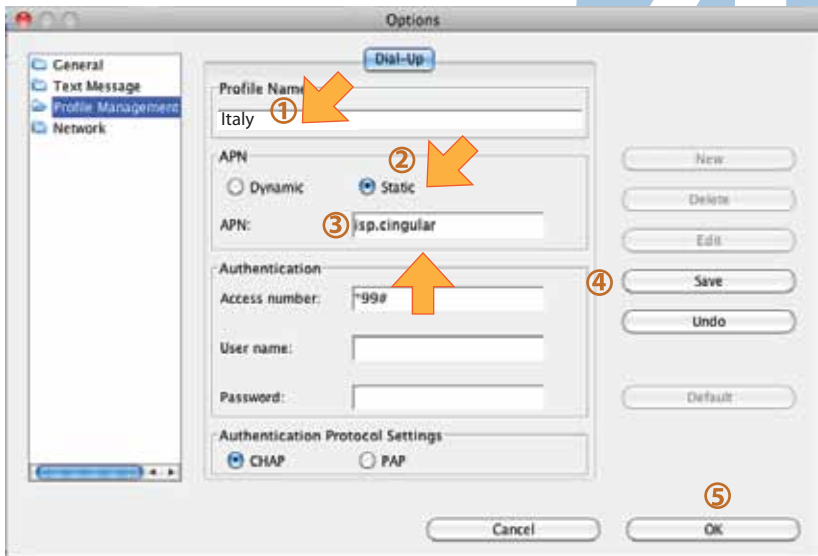 Options
General
Text Message
Profile Management
Network
Dial-Up
Profile Name
① Italy
APN
②
Dynamic Static
APN: ③ isp.cingular
Authentication
Access number: *99#
User name:
Password:
Authentication Protocol Settings
CHAP PAP
New
Delete
Edit
④ Save
Undo
Default
⑤
Cancel OK